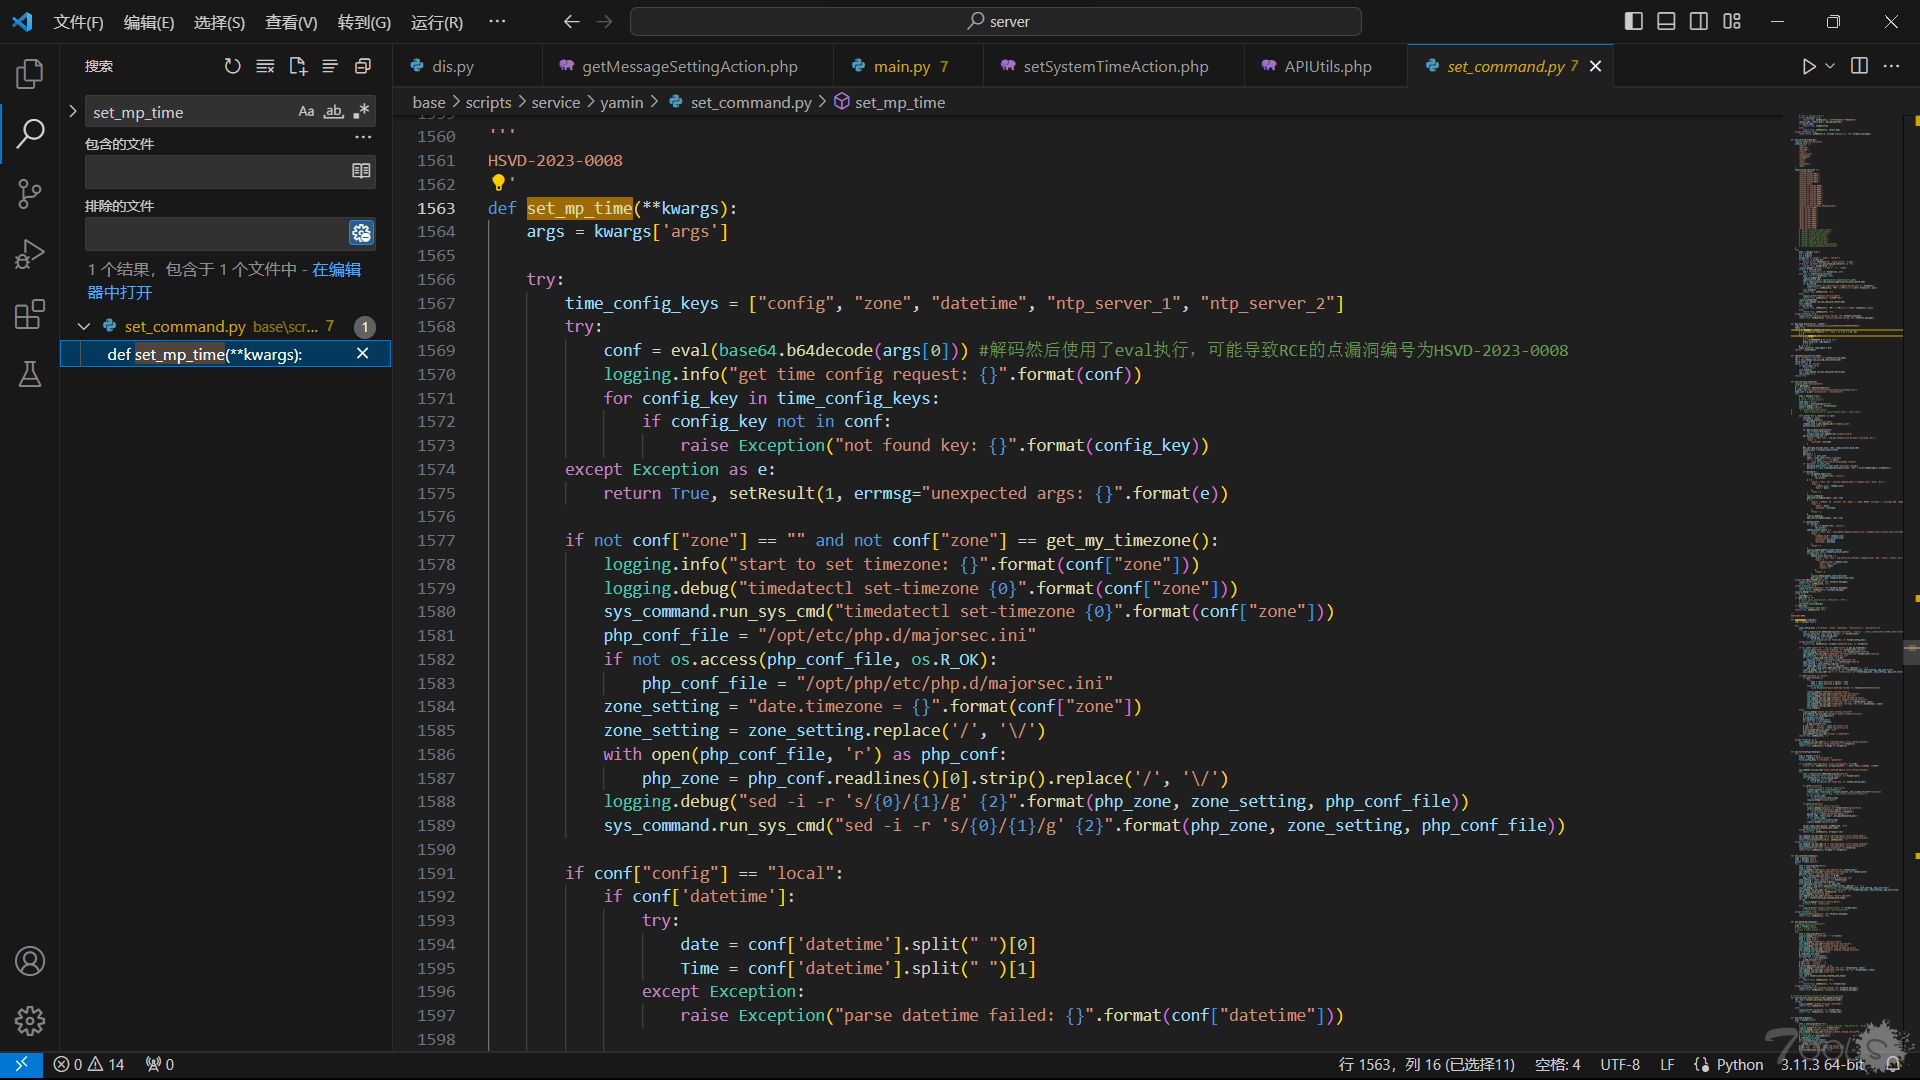 文件(F) 编辑(E) 选择(S) 查看(V) 转到(G) 运行(R) ··· server
搜索
set_mp_time Aa ab
包含的文件
排除的文件
1 个结果，包含于 1 个文件中 - 在编辑
器中打开
set_command.py base\scr... 7 1
def set_mp_time(**kwargs):
dis.py getMessageSettingAction.php main.py 7 setSystemTimeAction.php APIUtils.php set_command.py 7
base > scripts > service > yamin > set_command.py > set_mp_time
1560 '''
1561 HSVD-2023-0008
1562 '
1563 def set_mp_time(**kwargs):
1564 args = kwargs['args']
1565
1566 try:
1567 time_config_keys = ["config", "zone", "datetime", "ntp_server_1", "ntp_server_2"]
1568 try:
1569 conf = eval(base64.b64decode(args[0])) #解码然后使用了eval执行，可能导致RCE的点漏洞编号为HSVD-2023-0008
1570 logging.info("get time config request: {}".format(conf))
1571 for config_key in time_config_keys:
1572 if config_key not in conf:
1573 raise Exception("not found key: {}".format(config_key))
1574 except Exception as e:
1575 return True, setResult(1, errmsg="unexpected args: {}".format(e))
1576
1577 if not conf["zone"] == "" and not conf["zone"] == get_my_timezone():
1578 logging.info("start to set timezone: {}".format(conf["zone"]))
1579 logging.debug("timedatectl set-timezone {0}".format(conf["zone"]))
1580 sys_command.run_sys_cmd("timedatectl set-timezone {0}".format(conf["zone"]))
1581 php_conf_file = "/opt/etc/php.d/majorsec.ini"
1582 if not os.access(php_conf_file, os.R_OK):
1583 php_conf_file = "/opt/php/etc/php.d/majorsec.ini"
1584 zone_setting = "date.timezone = {}".format(conf["zone"])
1585 zone_setting = zone_setting.replace('/', '\/')
1586 with open(php_conf_file, 'r') as php_conf:
1587 php_zone = php_conf.readlines()[0].strip().replace('/', '\/')
1588 logging.debug("sed -i -r 's/{0}/{1}/g' {2}".format(php_zone, zone_setting, php_conf_file))
1589 sys_command.run_sys_cmd("sed -i -r 's/{0}/{1}/g' {2}".format(php_zone, zone_setting, php_conf_file))
1590
1591 if conf["config"] == "local":
1592 if conf['datetime']:
1593 try:
1594 date = conf['datetime'].split(" ")[0]
1595 Time = conf['datetime'].split(" ")[1]
1596 except Exception:
1597 raise Exception("parse datetime failed: {}".format(conf["datetime"]))
1598
0 14 0 行 1563，列 16 (已选择11) 空格: 4 UTF-8 LF Python 3.11.3 64-bit